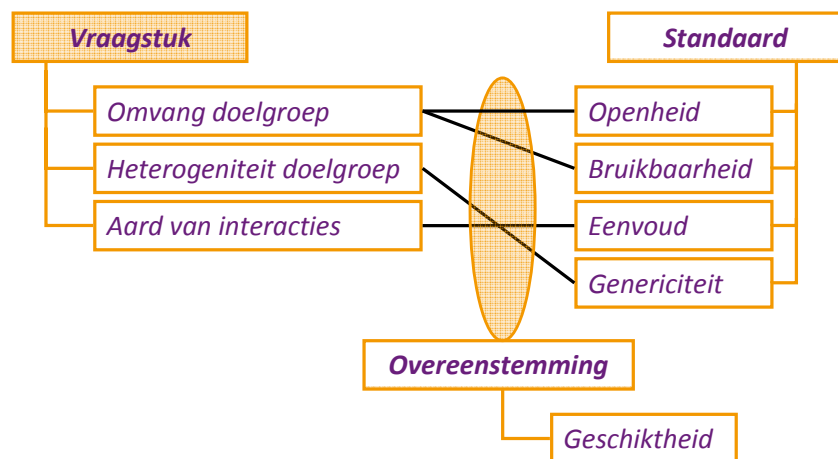 Vraagstuk
Omvang doelgroep
Heterogeniteit doelgroep
Aard van interacties
Standaard
Openheid
Bruikbaarheid
Eenvoud
Genericiteit
Overeenstemming
Geschiktheid